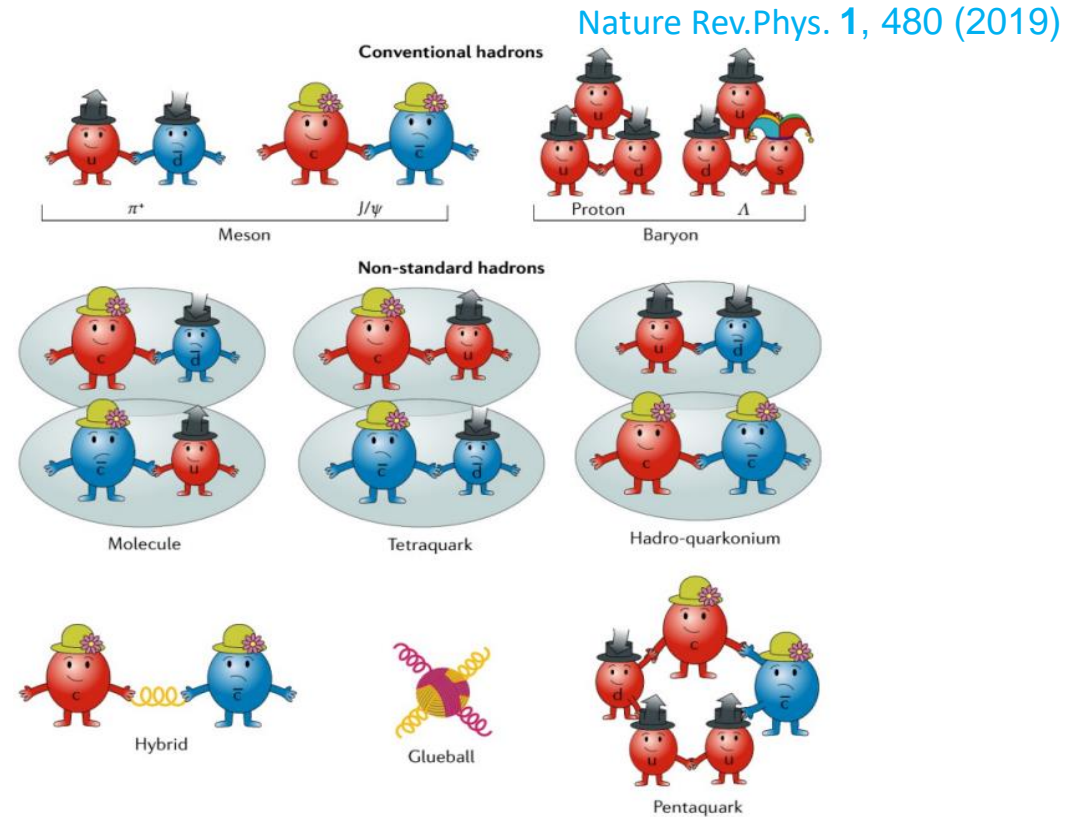 Nature Rev.Phys. 1, 480 (2019)
Conventional hadrons
u d̅ c c̅ u u d u d s
π⁺ J/ψ Proton Λ
Meson Baryon
Non-standard hadrons
c d̅ c u u d̅
c̅ u c̅ d̅ c c̅
Molecule Tetraquark Hadro-quarkonium
c c̅ c d c̅ u u
Hybrid Glueball
Pentaquark